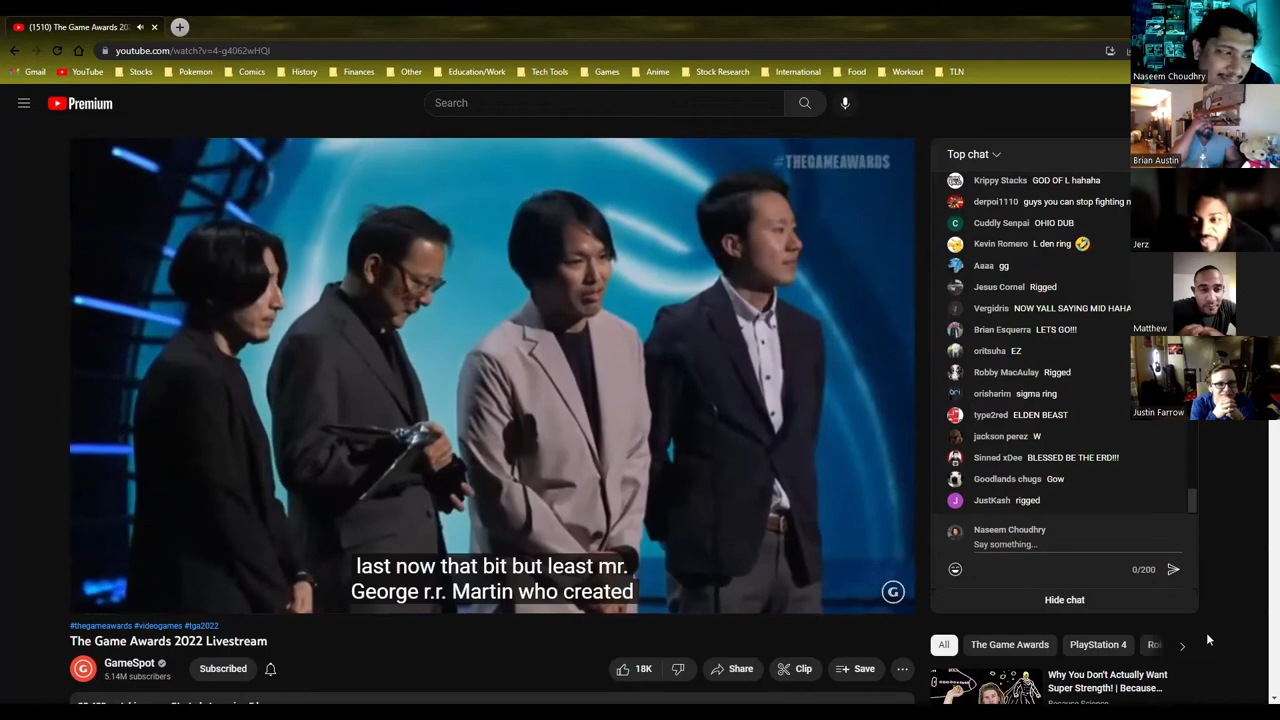 (1510) The Game Awards 202
youtube.com/watch?v=4-g4062wHQI
Gmail YouTube Stocks Pokemon Comics History Finances Other Education/Work Tech Tools Games Anime Stock Research International Food Workout TLN
Premium
Search
#THEGAMEAWARDS
last now that bit but least mr.
George r.r. Martin who created
G
#thegameawards #videogames #tga2022
The Game Awards 2022 Livestream
GameSpot
5.14M subscribers
Subscribed
18K
Share
Clip
Save
Top chat
Krippy Stacks GOD OF L hahaha
derpoi1110 guys you can stop fighting
Cuddly Senpai OHIO DUB
Kevin Romero L den ring
Aaaa gg
Jesus Cornel Rigged
Vergidris NOW YALL SAYING MID HAHA
Brian Esquerra LETS GO!!!
oritsuha EZ
Robby MacAulay Rigged
orisharim sigma ring
type2red ELDEN BEAST
jackson perez W
Sinned xDee BLESSED BE THE ERD!!!
Goodlands chugs Gow
JustKash rigged
Naseem Choudhry
Say something...
0/200
Hide chat
All The Game Awards PlayStation 4
Why You Don't Actually Want
Super Strength! | Because...
Naseem Choudhry
Brian Austin
Jerz
Matthew
Justin Farrow